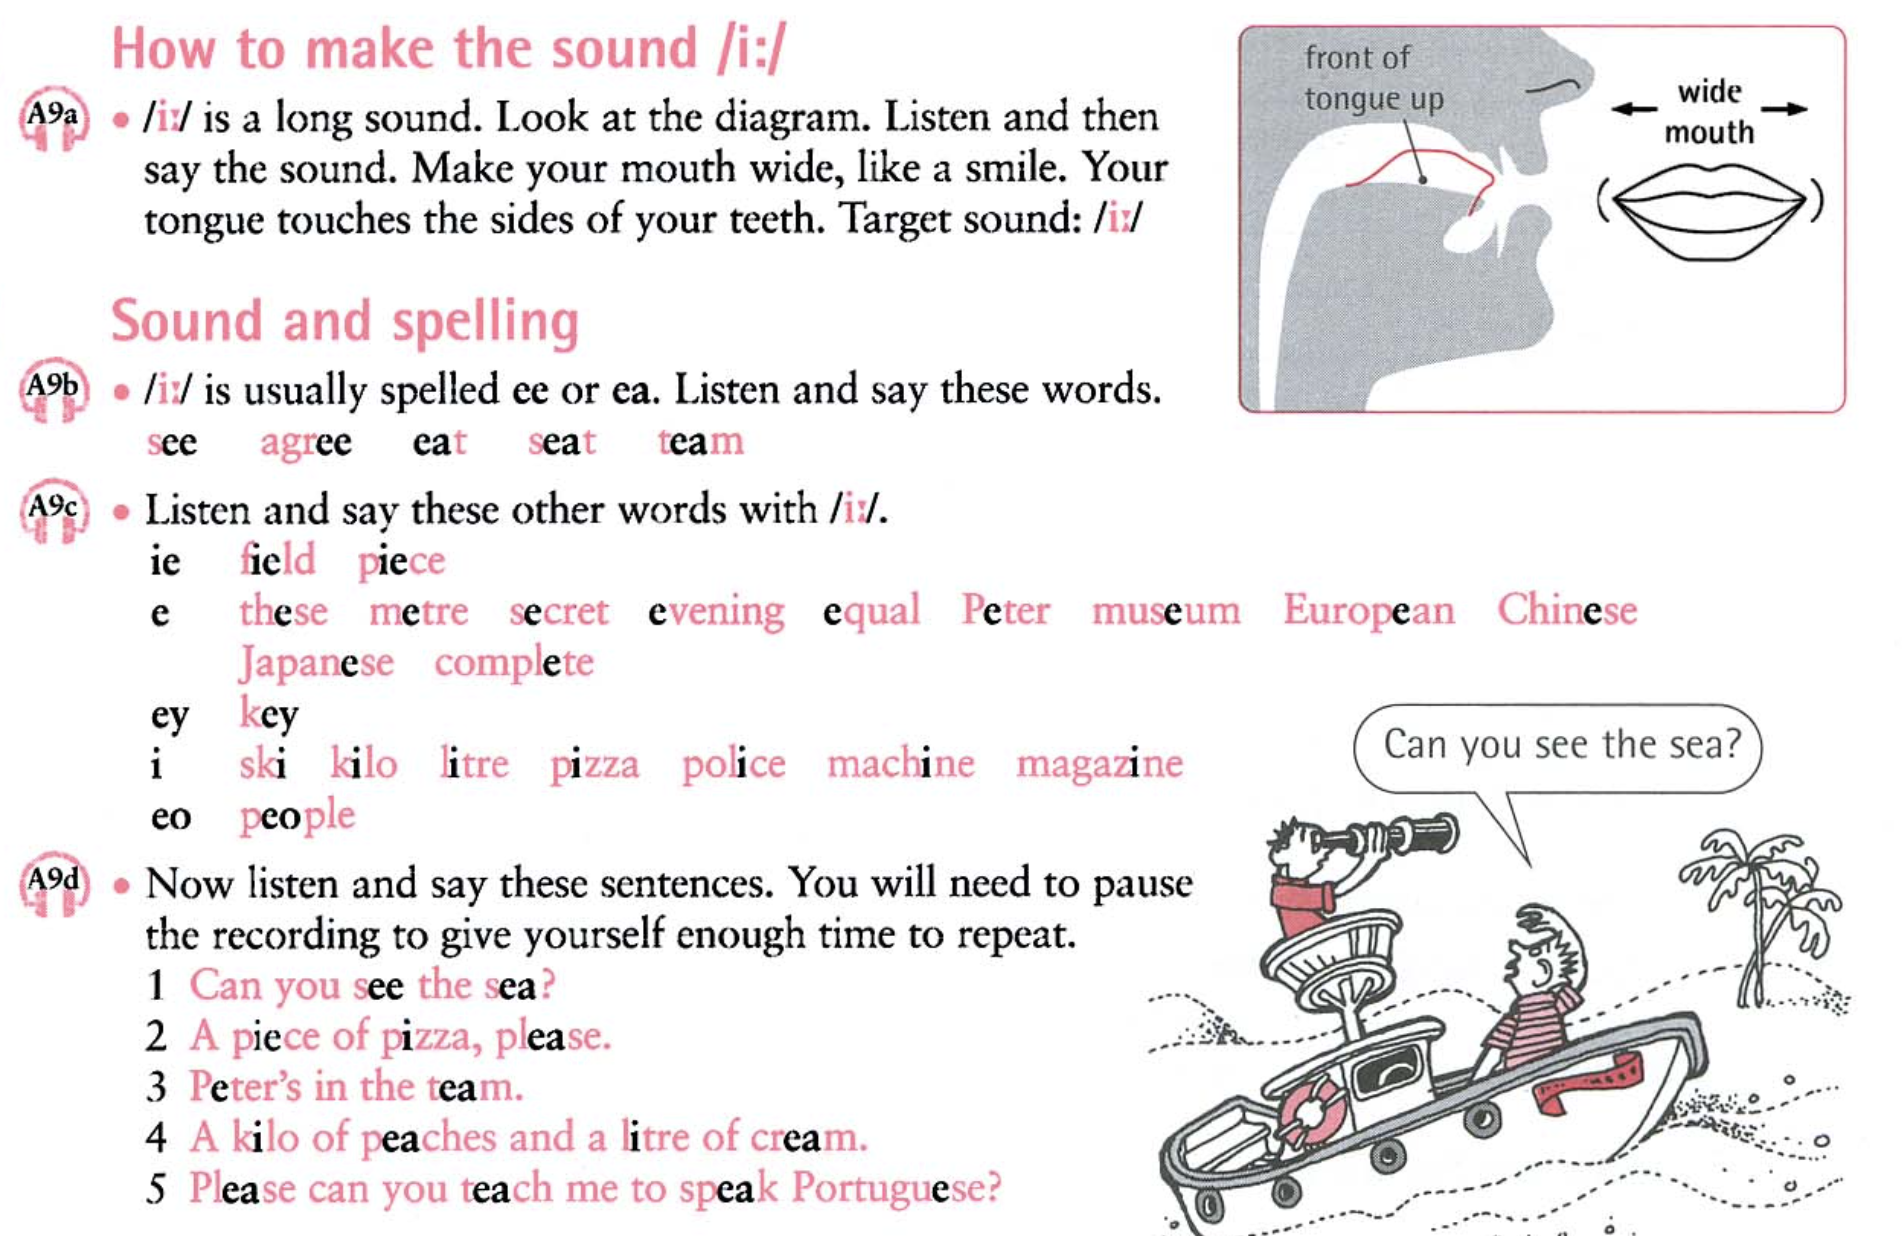 How to make the sound /i:/
A9a • /i:/ is a long sound. Look at the diagram. Listen and then
say the sound. Make your mouth wide, like a smile. Your
tongue touches the sides of your teeth. Target sound: /i:/
front of
tongue up
wide
mouth
Sound and spelling
A9b • /i:/ is usually spelled ee or ea. Listen and say these words.
see agree eat seat team
A9c • Listen and say these other words with /i:/.
ie field piece
e these metre secret evening equal Peter museum European Chinese
Japanese complete
ey key
i ski kilo litre pizza police machine magazine
eo people
Can you see the sea?
A9d • Now listen and say these sentences. You will need to pause
the recording to give yourself enough time to repeat.
1 Can you see the sea?
2 A piece of pizza, please.
3 Peter's in the team.
4 A kilo of peaches and a litre of cream.
5 Please can you teach me to speak Portuguese?